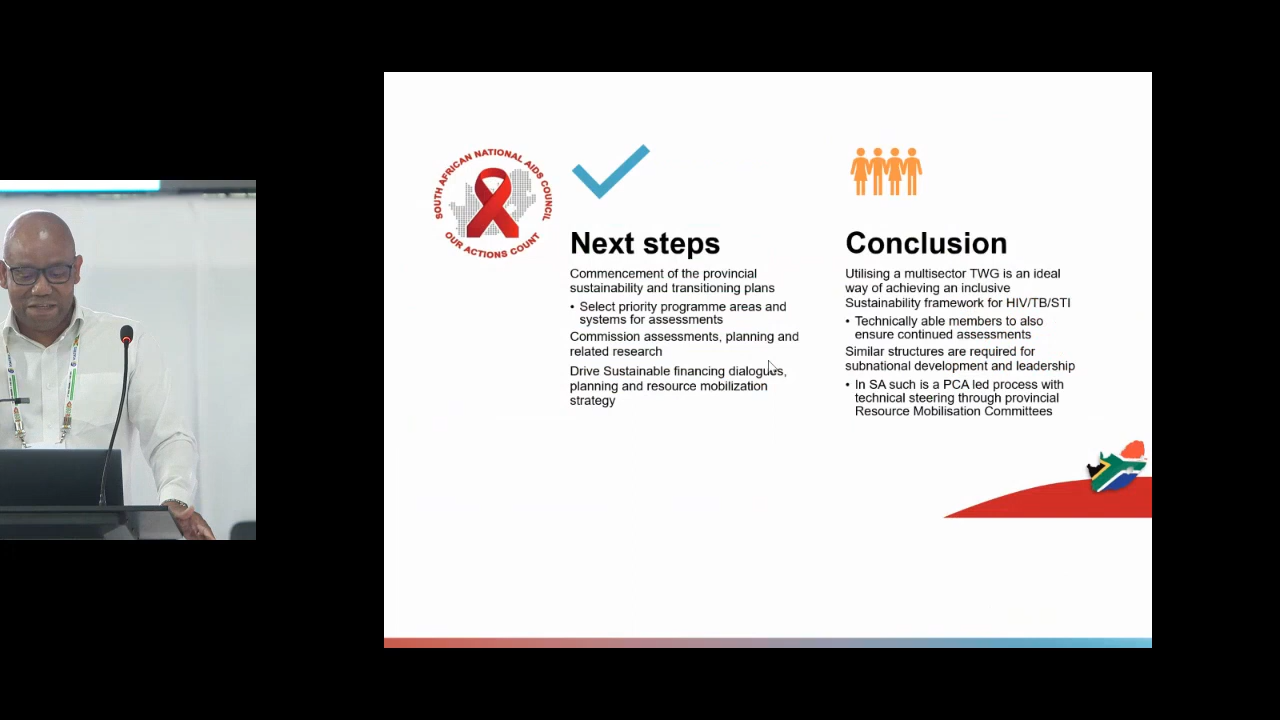 SOUTH AFRICAN NATIONAL AIDS COUNCIL
OUR ACTIONS COUNT
Next steps
Commencement of the provincial
sustainability and transitioning plans
• Select priority programme areas and
systems for assessments
Commission assessments, planning and
related research
Drive Sustainable financing dialogues,
planning and resource mobilization
strategy
Conclusion
Utilising a multisector TWG is an ideal
way of achieving an inclusive
Sustainability framework for HIV/TB/STI
• Technically able members to also
ensure continued assessments
Similar structures are required for
subnational development and leadership
• In SA such is a PCA led process with
technical steering through provincial
Resource Mobilisation Committees